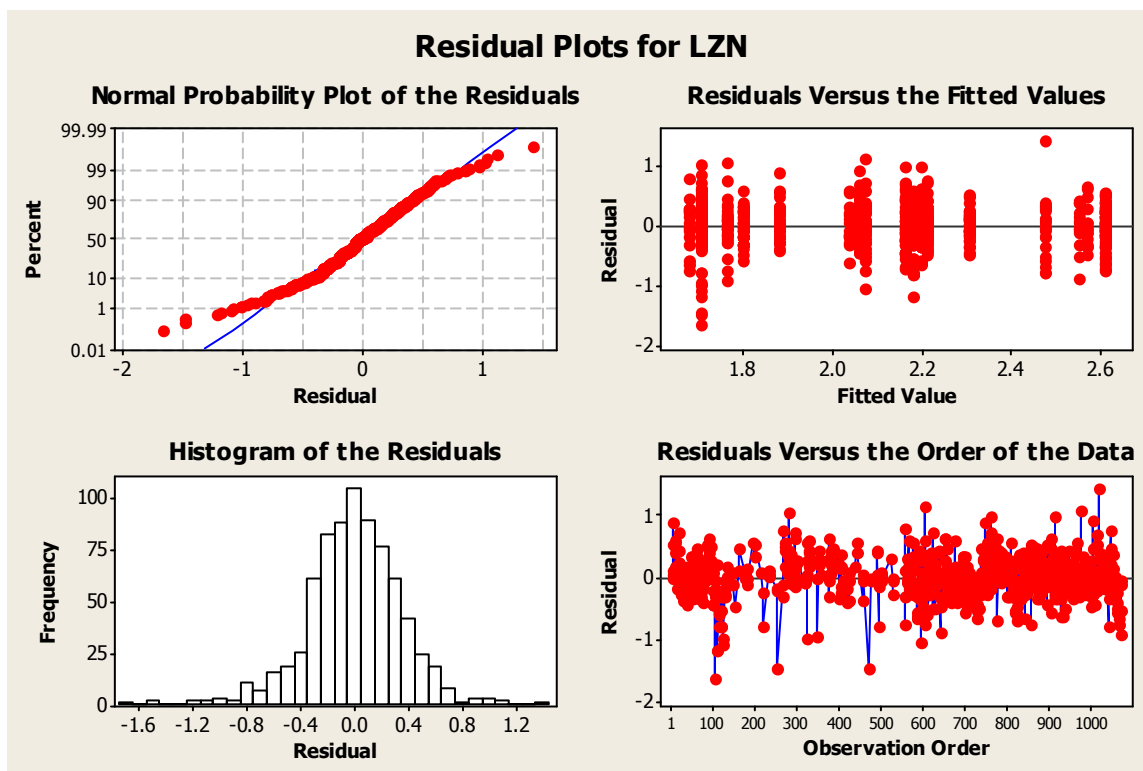 Residual Plots for LZN
Normal Probability Plot of the Residuals
99.99
99
90
50
10
1
0.01
Percent
-2 -1 0 1
Residual
Residuals Versus the Fitted Values
1
0
-1
-2
Residual
1.8 2.0 2.2 2.4 2.6
Fitted Value
Histogram of the Residuals
100
75
50
25
0
Frequency
-1.6 -1.2 -0.8 -0.4 0.0 0.4 0.8 1.2
Residual
Residuals Versus the Order of the Data
1
0
-1
-2
Residual
1 100 200 300 400 500 600 700 800 900 1000
Observation Order